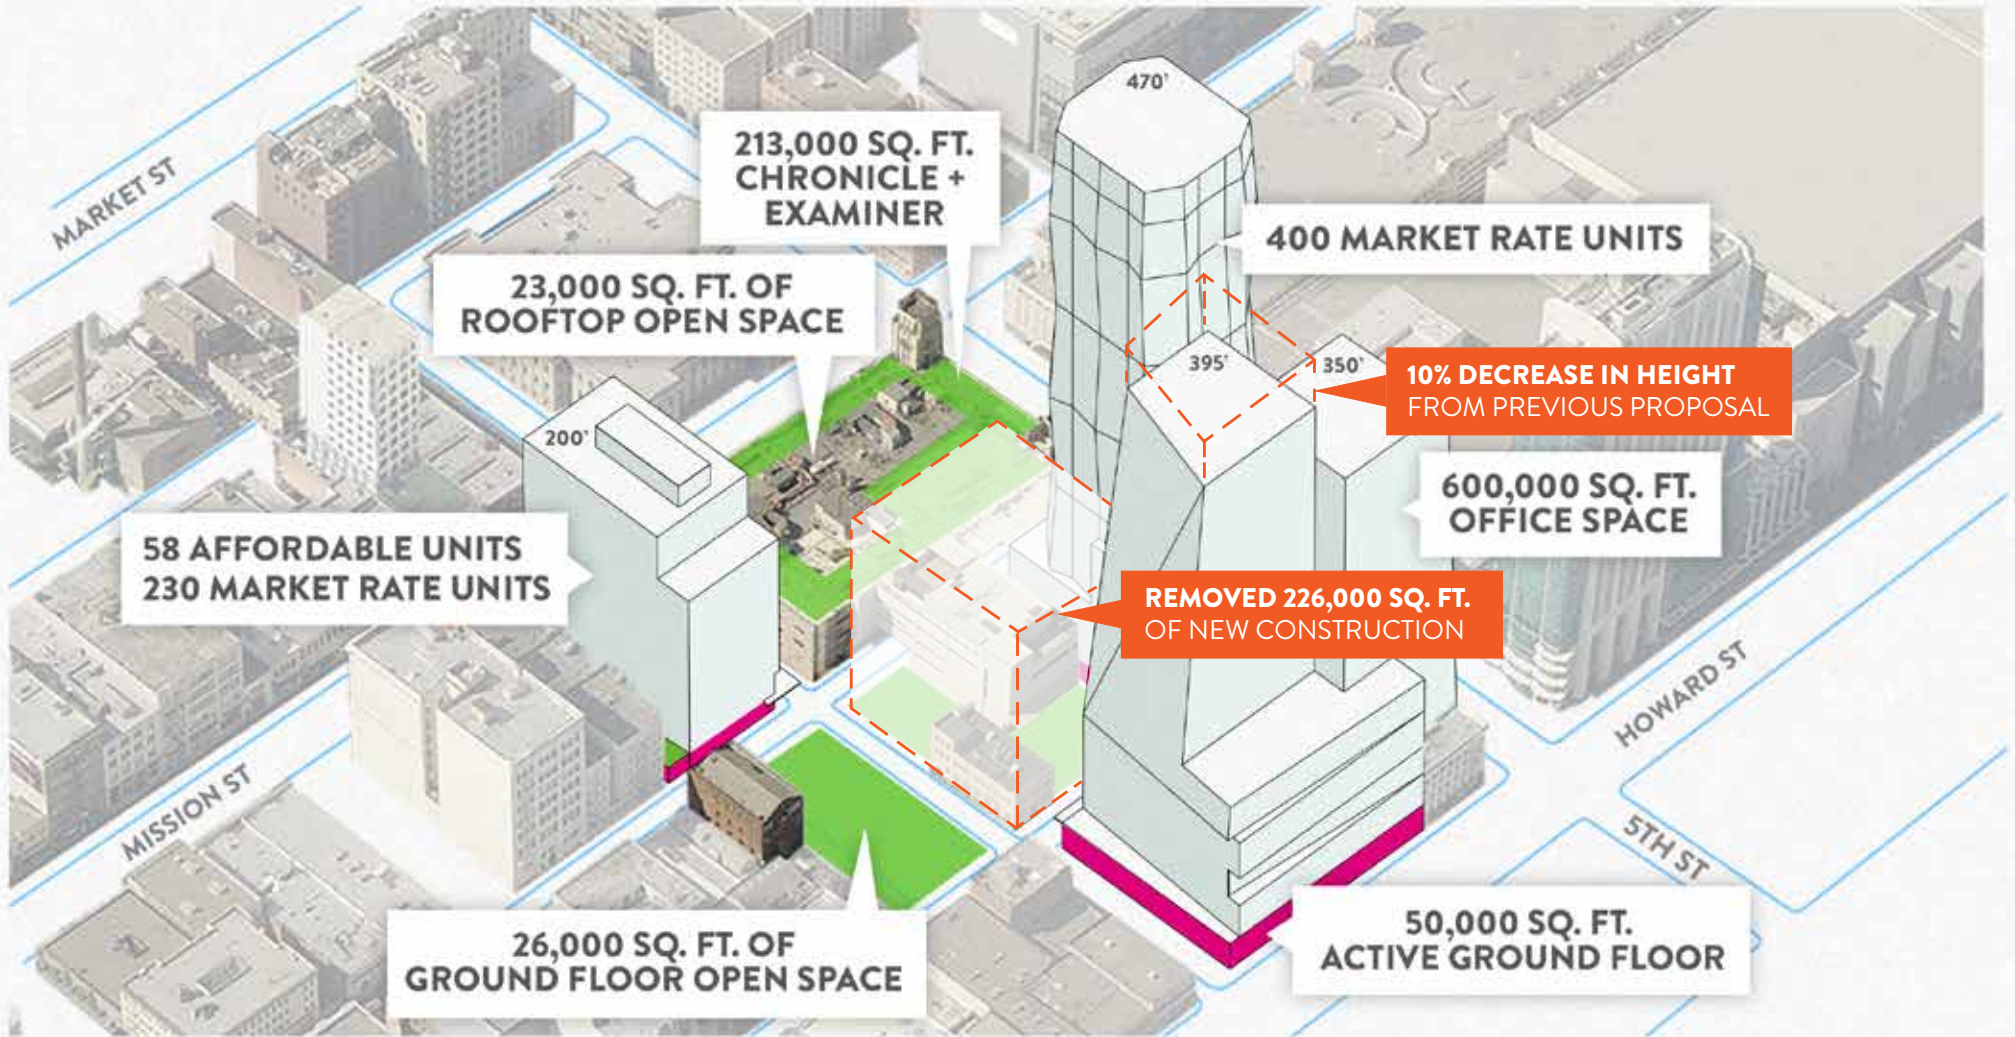 470'
213,000 SQ. FT.
CHRONICLE +
EXAMINER
MARKET ST
400 MARKET RATE UNITS
23,000 SQ. FT. OF
ROOFTOP OPEN SPACE
395'
350'
10% DECREASE IN HEIGHT
FROM PREVIOUS PROPOSAL
200'
600,000 SQ. FT.
OFFICE SPACE
58 AFFORDABLE UNITS
230 MARKET RATE UNITS
REMOVED 226,000 SQ. FT.
OF NEW CONSTRUCTION
HOWARD ST
MISSION ST
5TH ST
26,000 SQ. FT. OF
GROUND FLOOR OPEN SPACE
50,000 SQ. FT.
ACTIVE GROUND FLOOR